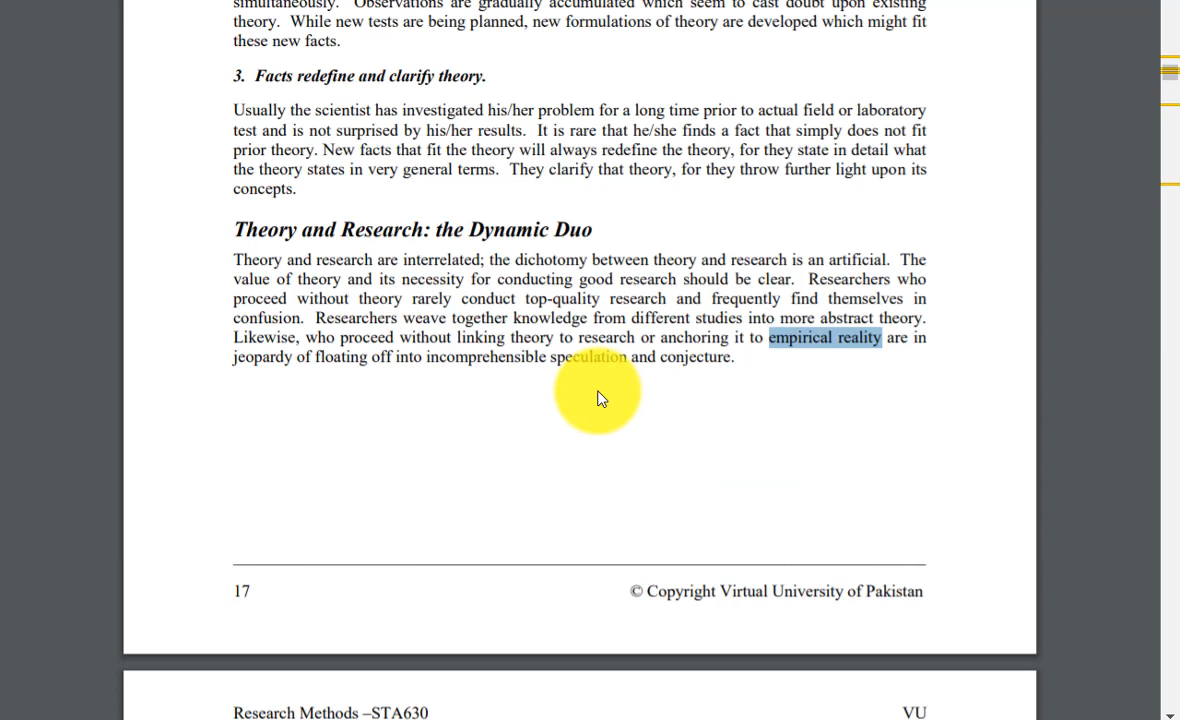 simultaneously. Observations are gradually accumulated which seem to cast doubt upon existing
theory. While new tests are being planned, new formulations of theory are developed which might fit
these new facts.
3. Facts redefine and clarify theory.
Usually the scientist has investigated his/her problem for a long time prior to actual field or laboratory
test and is not surprised by his/her results. It is rare that he/she finds a fact that simply does not fit
prior theory. New facts that fit the theory will always redefine the theory, for they state in detail what
the theory states in very general terms. They clarify that theory, for they throw further light upon its
concepts.
Theory and Research: the Dynamic Duo
Theory and research are interrelated; the dichotomy between theory and research is an artificial. The
value of theory and its necessity for conducting good research should be clear. Researchers who
proceed without theory rarely conduct top-quality research and frequently find themselves in
confusion. Researchers weave together knowledge from different studies into more abstract theory.
Likewise, who proceed without linking theory to research or anchoring it to empirical reality are in
jeopardy of floating off into incomprehensible speculation and conjecture.
17 © Copyright Virtual University of Pakistan
Research Methods –STA630 VU